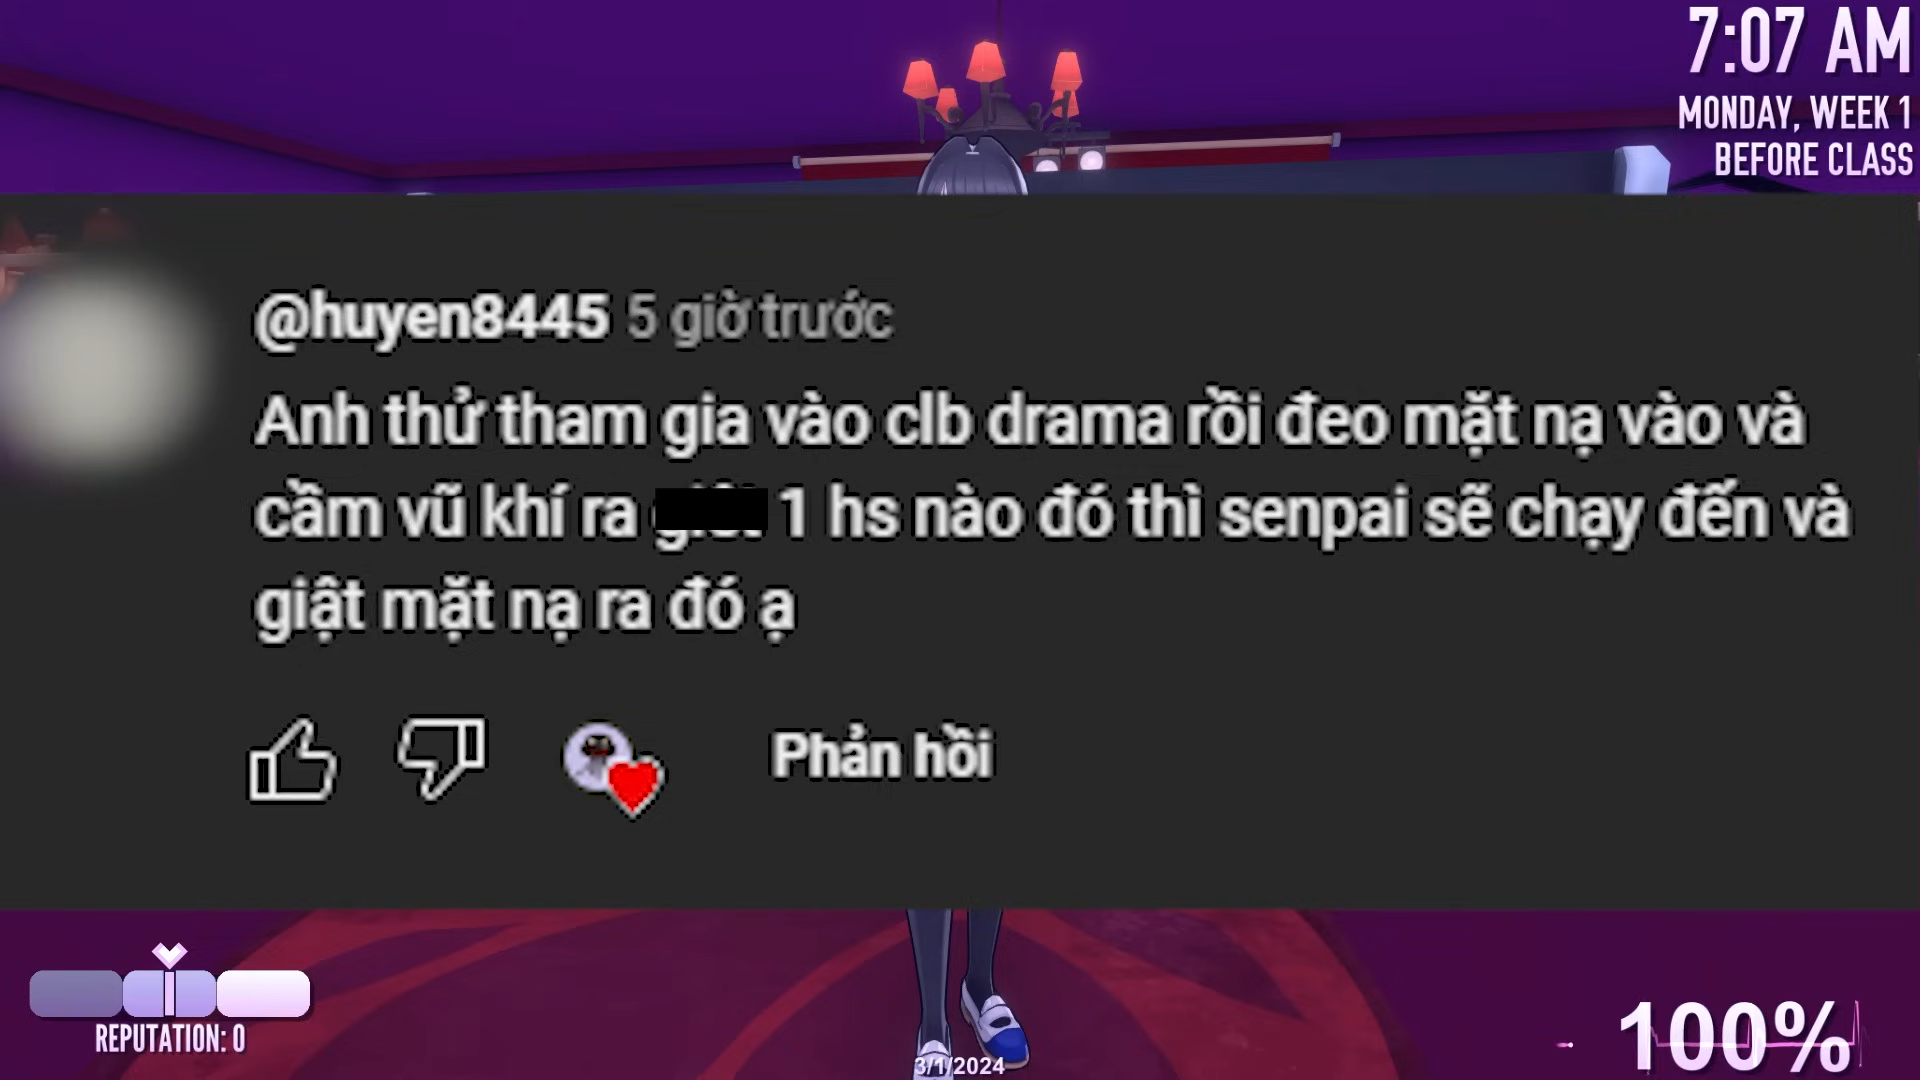 7:07 AM
MONDAY, WEEK 1
BEFORE CLASS
@huyen8445 5 giờ trước
Anh thử tham gia vào clb drama rồi đeo mặt nạ vào và
cầm vũ khí ra 1 hs nào đó thì senpai sẽ chạy đến và
giật mặt nạ ra đó ạ
Phản hồi
REPUTATION: 0
3/1/2024
100%